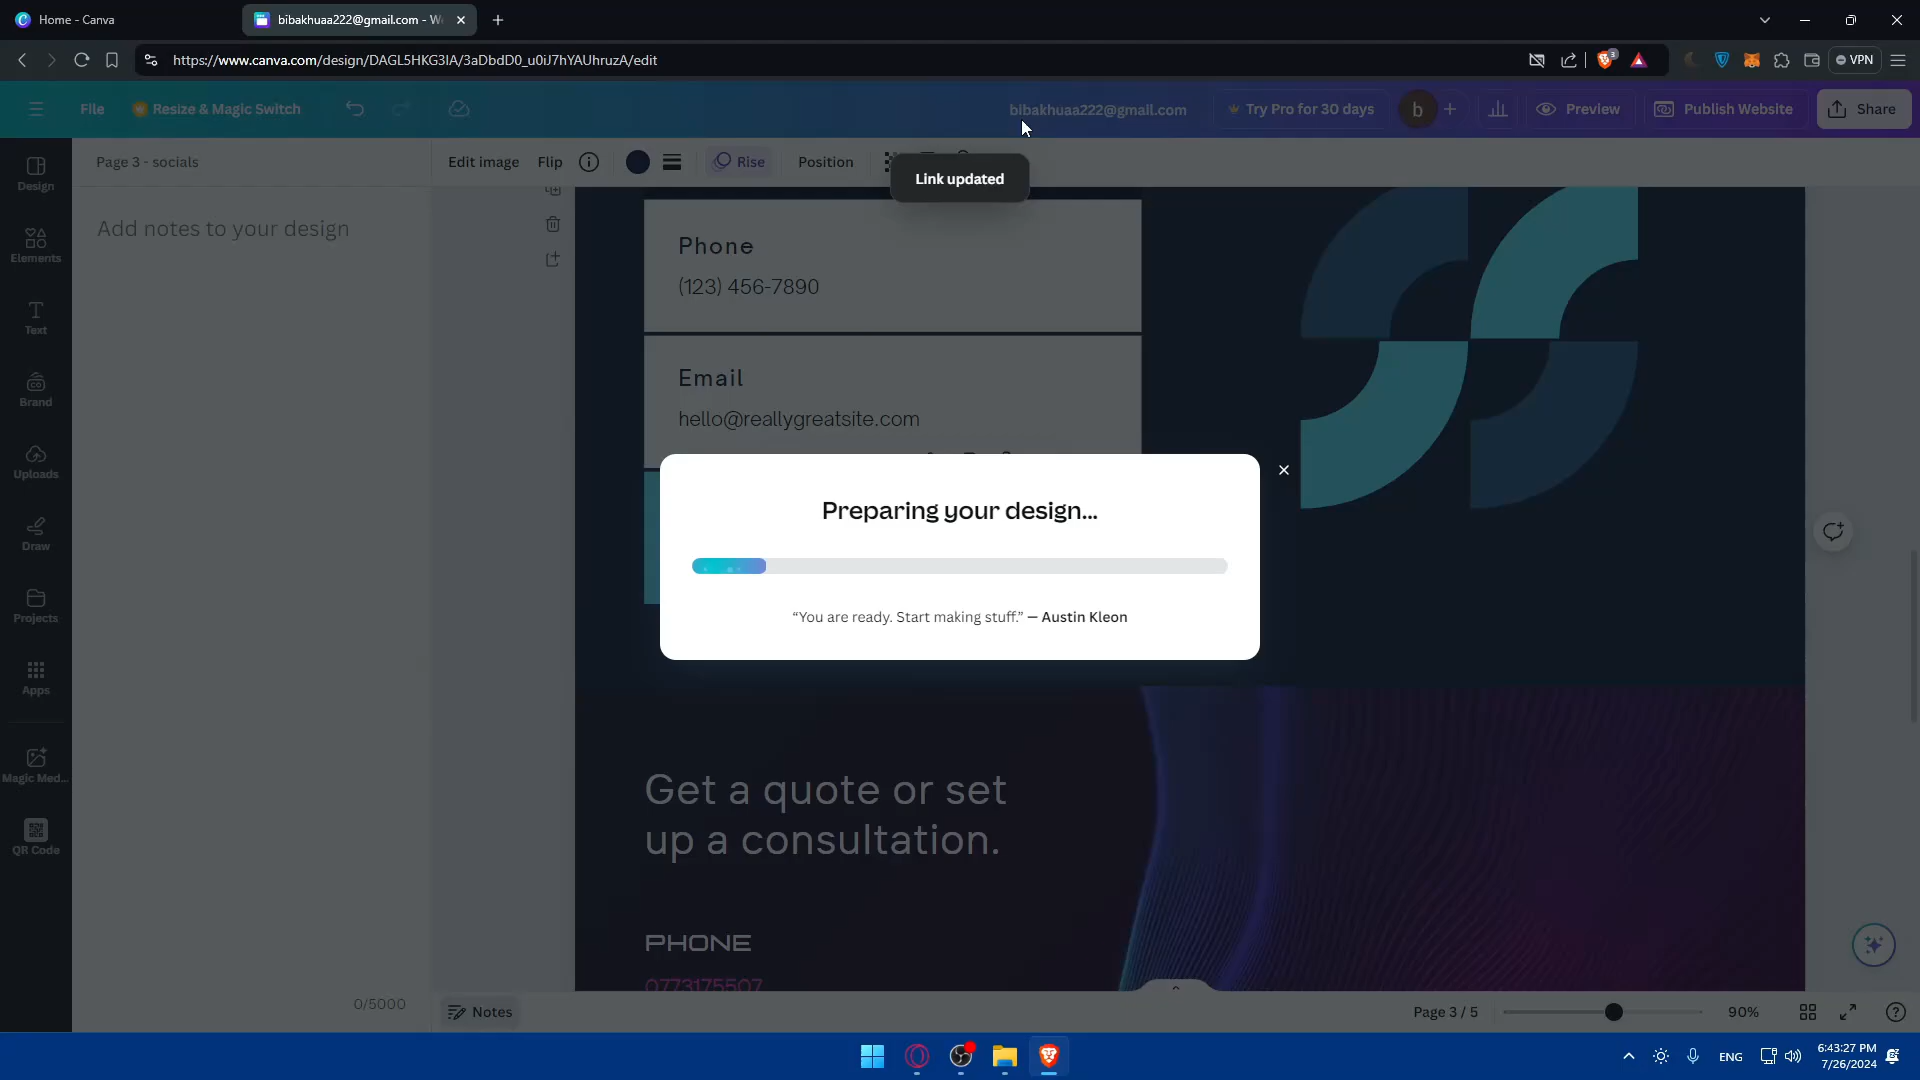 Home - Canva
bibakhuaa222@gmail.com - W
https://www.canva.com/design/DAGL5HKG3IA/3aDbdD0_u0iJ7hYAUhruzA/edit
3
VPN
File
Resize & Magic Switch
bibakhuaa222@gmail.com
Try Pro for 30 days
b
Preview
Publish Website
Share
Page 3 - socials
Edit image
Flip
Rise
Position
Link updated
Design
Elements
Text
Brand
Uploads
Draw
Projects
Apps
Magic Med...
QR Code
Add notes to your design
Phone
(123) 456-7890
Email
hello@reallygreatsite.com
Preparing your design...
“You are ready. Start making stuff.” — Austin Kleon
Get a quote or set
up a consultation.
PHONE
0773175507
0/5000
Notes
Page 3 / 5
90%
ENG
6:43:27 PM
7/26/2024